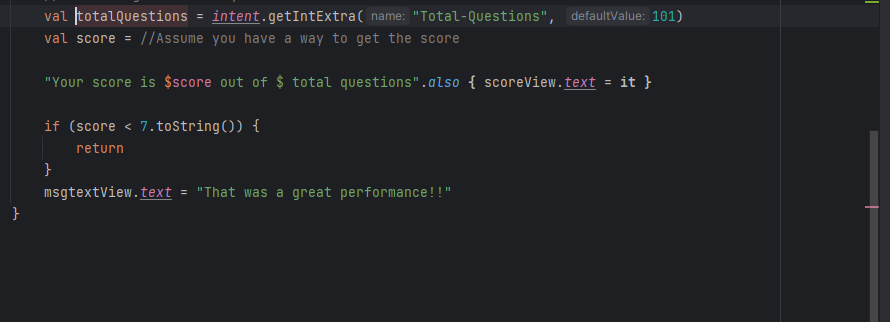 val totalQuestions = intent.getIntExtra( name: "Total-Questions", defaultValue: 101)
val score = //Assume you have a way to get the score
"Your score is $score out of $ total questions".also { scoreView.text = it }
if (score < 7.toString()) {
return
}
msgtextView.text = "That was a great performance!!"
}